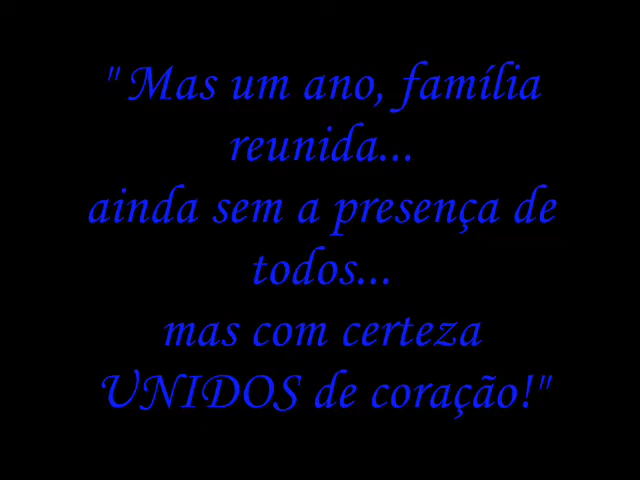 " Mas um ano, família
reunida...
ainda sem a presença de
todos...
mas com certeza
UNIDOS de coração!"